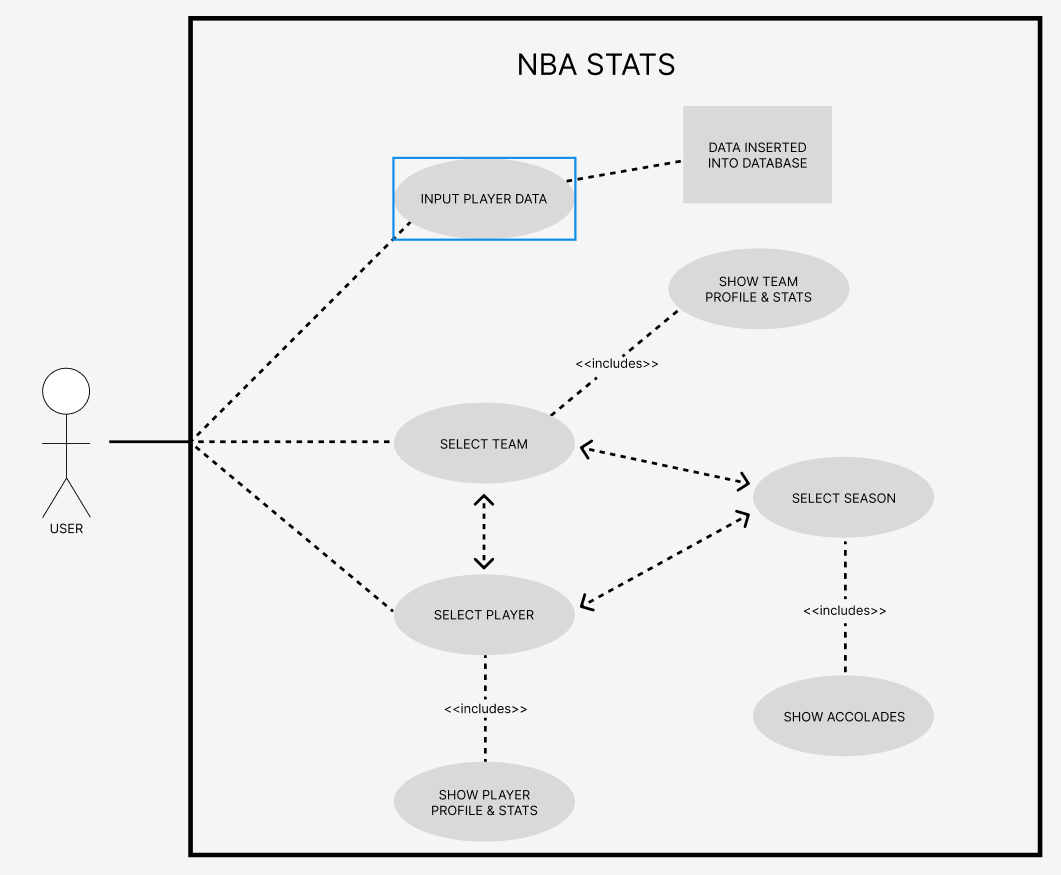 NBA STATS
DATA INSERTED
INTO DATABASE
INPUT PLAYER DATA
SHOW TEAM
PROFILE & STATS
<<includes>>
SELECT TEAM
SELECT SEASON
USER
SELECT PLAYER
<<includes>>
<<includes>>
SHOW ACCOLADES
SHOW PLAYER
PROFILE & STATS